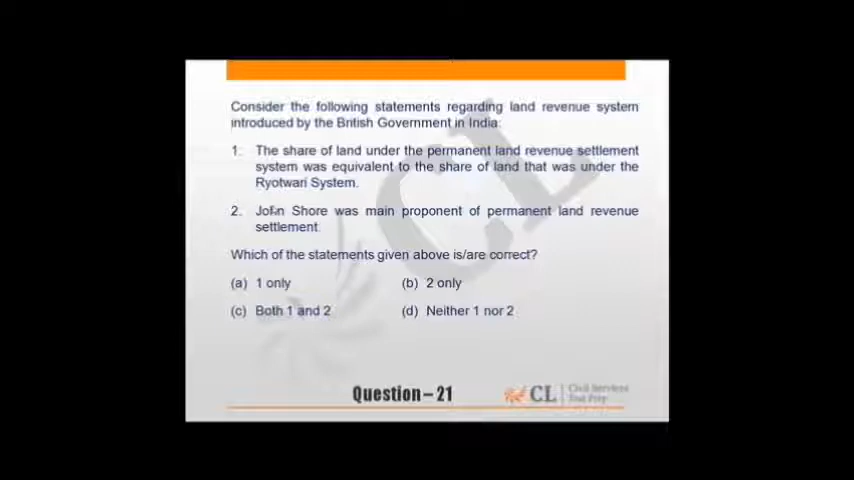 Consider the following statements regarding land revenue system
introduced by the British Government in India:
1. The share of land under the permanent land revenue settlement
system was equivalent to the share of land that was under the
Ryotwari System.
2. John Shore was main proponent of permanent land revenue
settlement.
Which of the statements given above is/are correct?
(a) 1 only (b) 2 only
(c) Both 1 and 2 (d) Neither 1 nor 2
Question – 21
CL Civil Services
Test Prep
CL